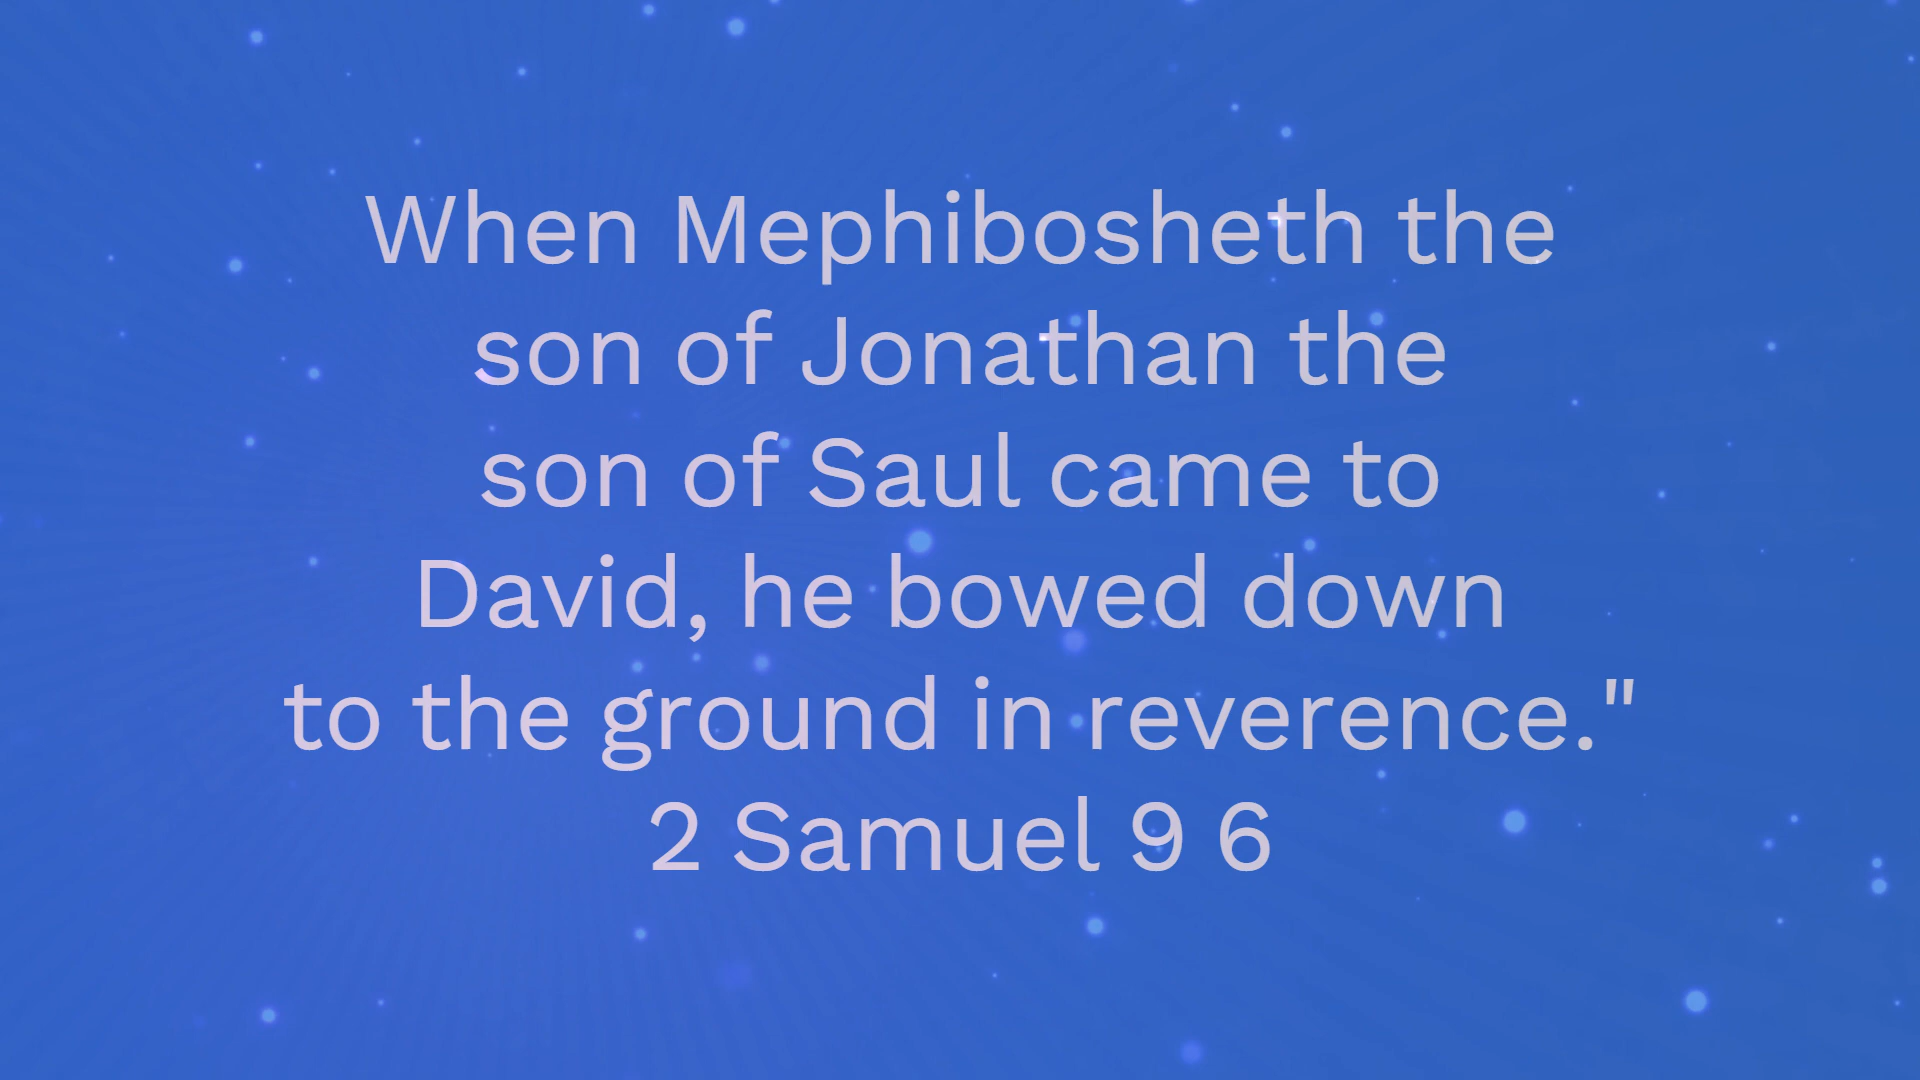 When Mephibosheth the
son of Jonathan the
son of Saul came to
David, he bowed down
to the ground in reverence."
2 Samuel 9 6